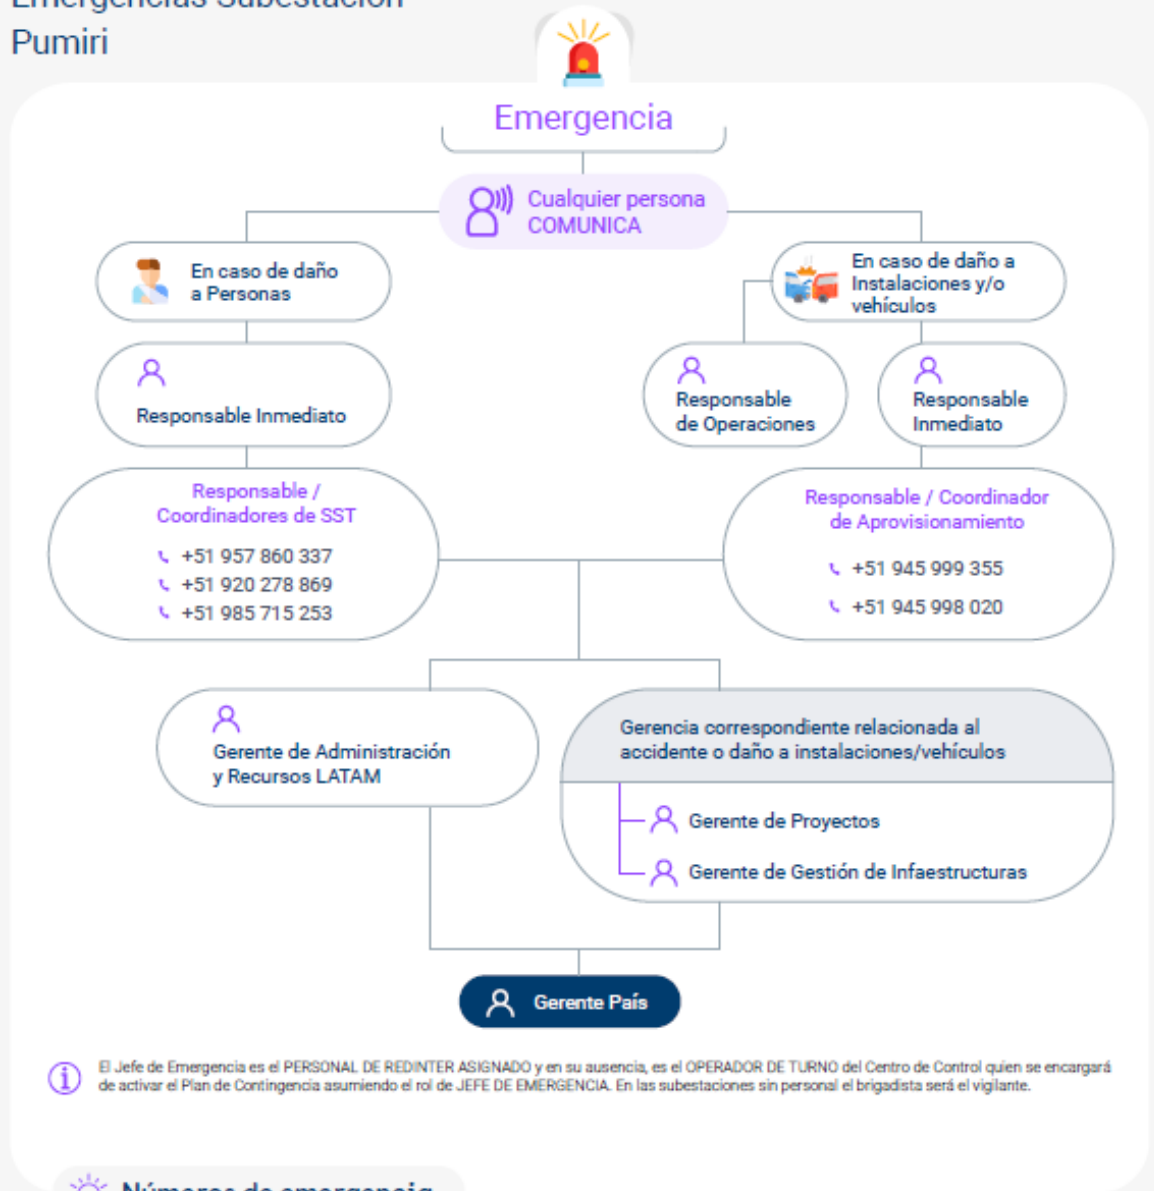 Emergencias Subestación
Pumiri
Emergencia
Cualquier persona
COMUNICA
En caso de daño
a Personas
En caso de daño a
Instalaciones y/o
vehículos
Responsable Inmediato
Responsable
de Operaciones
Responsable
Inmediato
Responsable /
Coordinadores de SST
+51 957 860 337
+51 920 278 869
+51 985 715 253
Responsable / Coordinador
de Aprovisionamiento
+51 945 999 355
+51 945 998 020
Gerente de Administración
y Recursos LATAM
Gerencia correspondiente relacionada al
accidente o daño a instalaciones/vehículos
Gerente de Proyectos
Gerente de Gestión de Infaestructuras
Gerente País
El Jefe de Emergencia es el PERSONAL DE REDINTER ASIGNADO y en su ausencia, es el OPERADOR DE TURNO del Centro de Control quien se encargará
de activar el Plan de Contingencia asumiendo el rol de JEFE DE EMERGENCIA. En las subestaciones sin personal el brigadista será el vigilante.
Números de emergencia